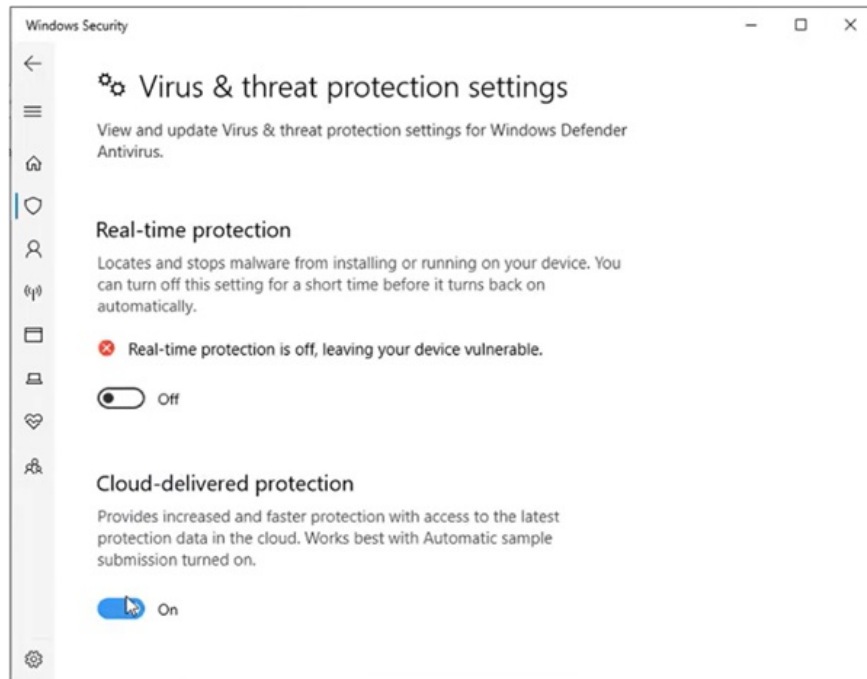 Windows Security
Virus & threat protection settings
View and update Virus & threat protection settings for Windows Defender
Antivirus.
Real-time protection
Locates and stops malware from installing or running on your device. You
can turn off this setting for a short time before it turns back on
automatically.
Real-time protection is off, leaving your device vulnerable.
Off
Cloud-delivered protection
Provides increased and faster protection with access to the latest
protection data in the cloud. Works best with Automatic sample
submission turned on.
On